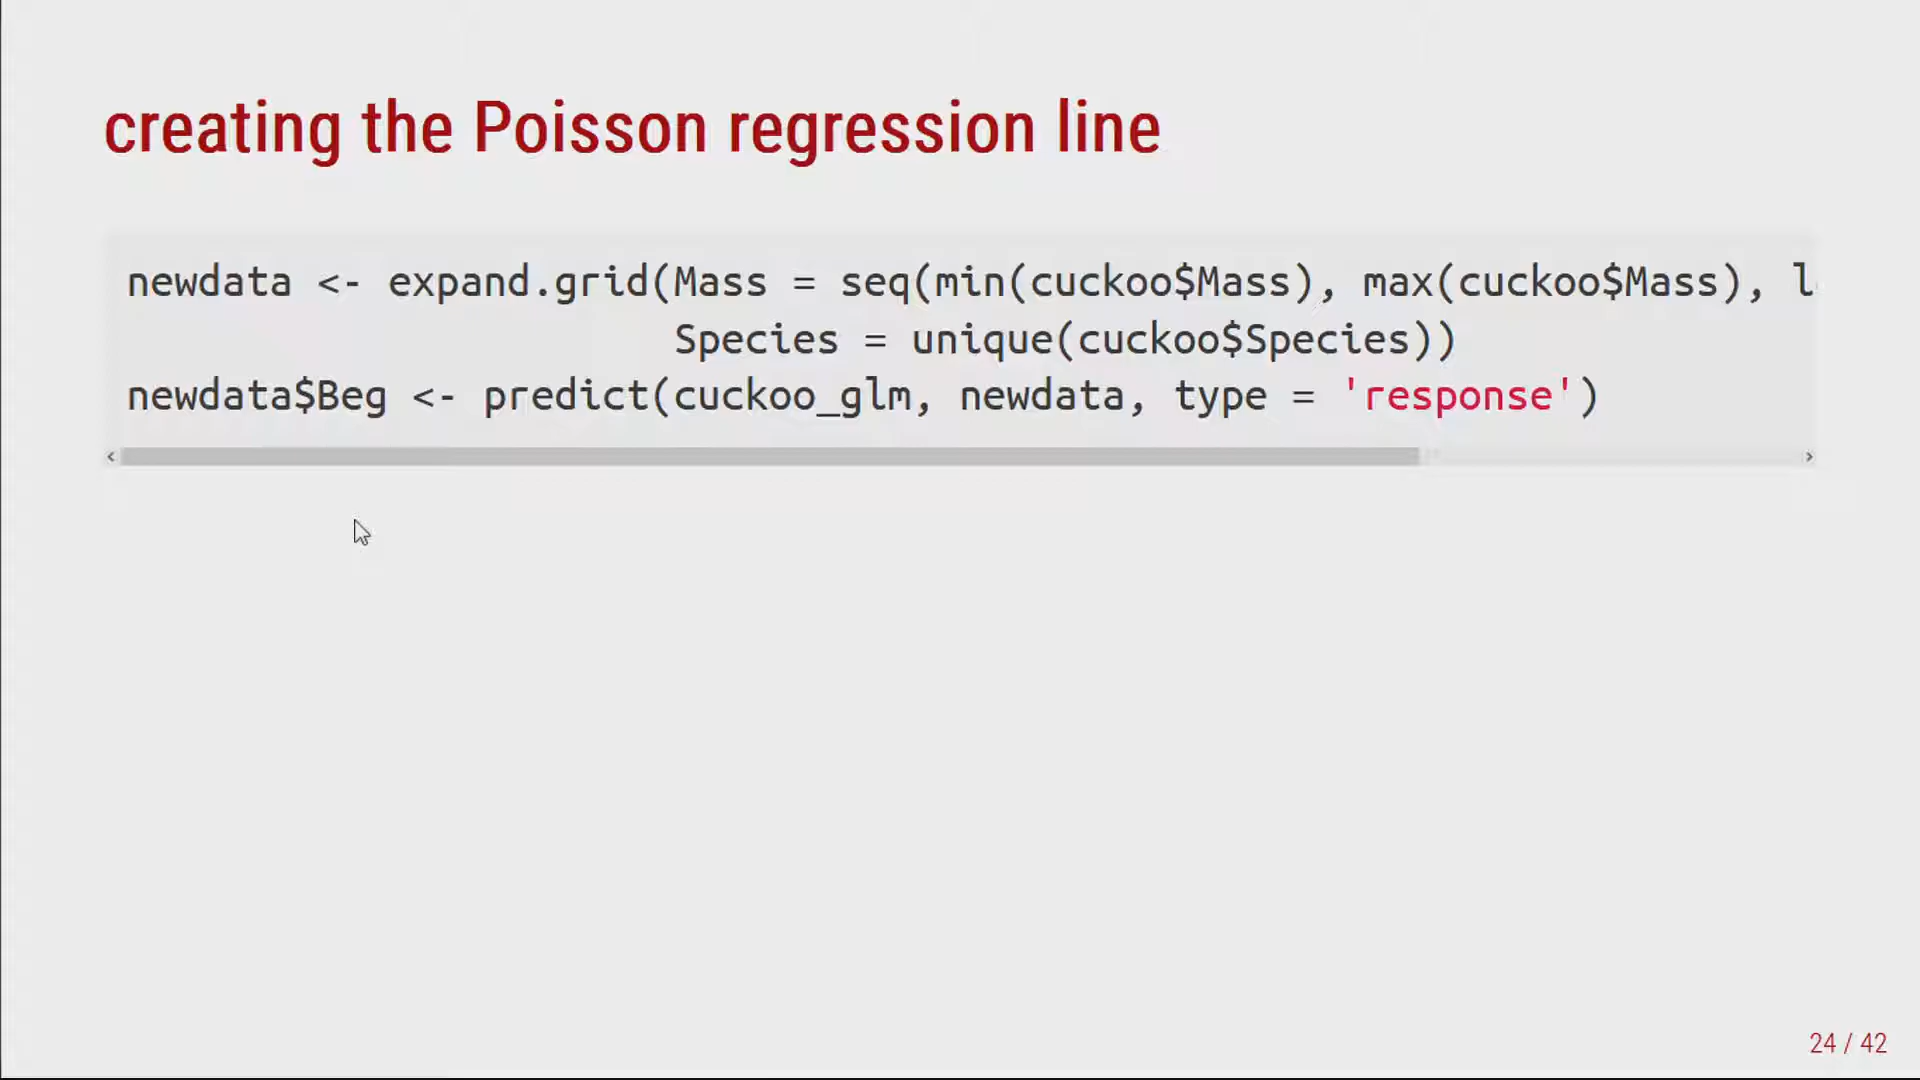 creating the Poisson regression line
newdata <- expand.grid(Mass = seq(min(cuckoo$Mass), max(cuckoo$Mass), l
Species = unique(cuckoo$Species))
newdata$Beg <- predict(cuckoo_glm, newdata, type = 'response')
24 / 42